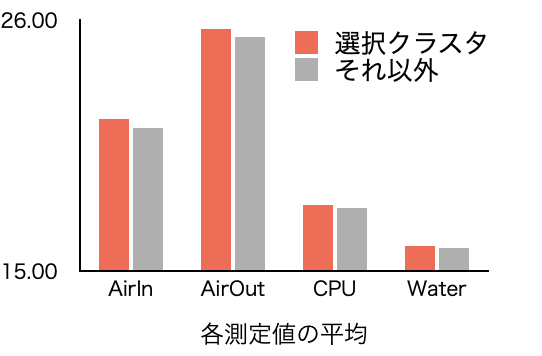 26.00
選択クラスタ
それ以外
15.00
AirIn AirOut CPU Water
各測定値の平均